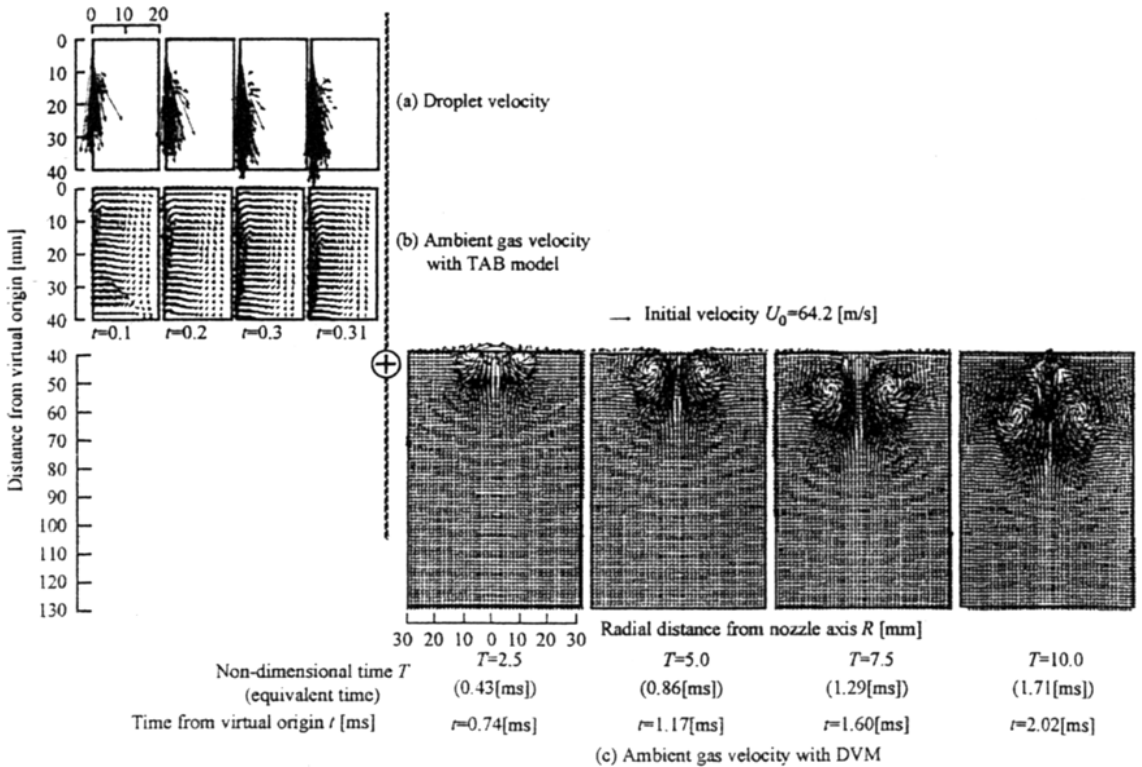 0 10 20
0
10
20
30
40
(a) Droplet velocity
0
10
20
30
40
(b) Ambient gas velocity
with TAB model
t=0.1 t=0.2 t=0.3 t=0.31
Distance from virtual origin [mm]
Initial velocity U0=64.2 [m/s]
40
50
60
70
80
90
100
110
120
130
30 20 10 0 10 20 30
Radial distance from nozzle axis R [mm]
Non-dimensional time T
(equivalent time)
T=2.5 T=5.0 T=7.5 T=10.0
(0.43[ms]) (0.86[ms]) (1.29[ms]) (1.71[ms])
Time from virtual origin t [ms] t=0.74[ms] t=1.17[ms] t=1.60[ms] t=2.02[ms]
(c) Ambient gas velocity with DVM